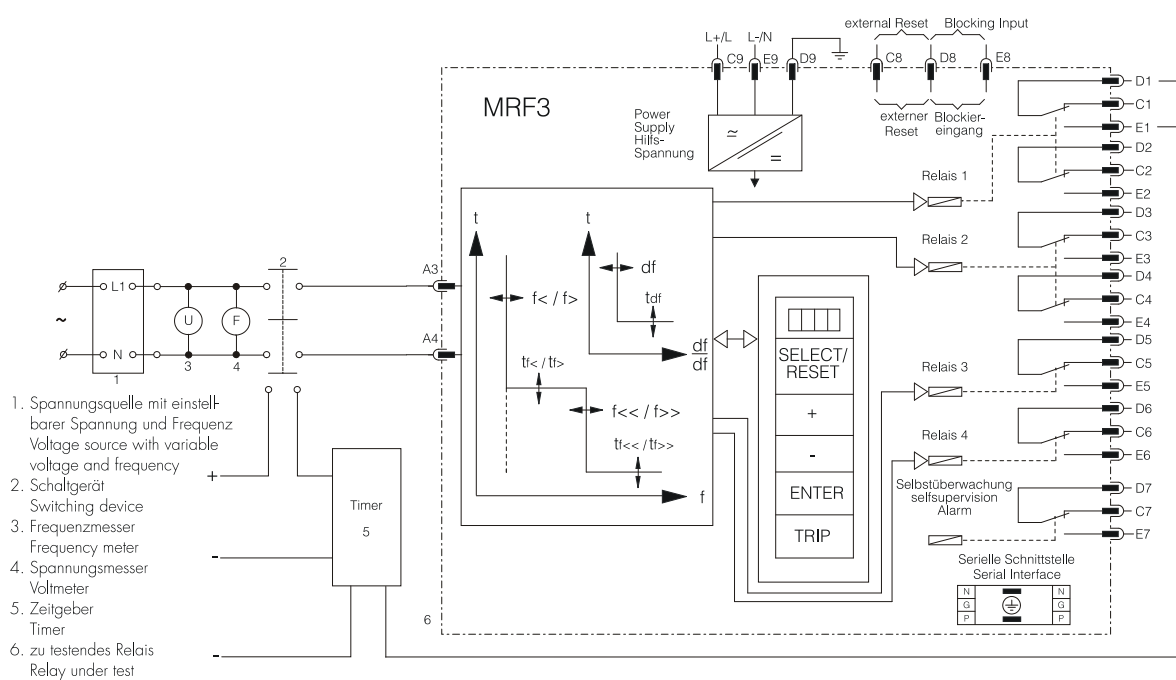 external Reset
Blocking Input
L+/L
L-/N
C9
E9
D9
C8
D8
E8
MRF3
Power
Supply
Hilfs-
Spannung
≃
=
externer
Reset
Blockier-
eingang
D1
C1
E1
D2
C2
E2
D3
C3
E3
D4
C4
E4
D5
C5
E5
D6
C6
E6
D7
C7
E7
Relais 1
Relais 2
Relais 3
Relais 4
Selbstüberwachung
selfsupervision
Alarm
Serielle Schnittstelle
Serial Interface
N
G
P
N
G
P
t
f< / f>
tf< / tf>
f<< / f>>
tf<< / tf>>
f
t
df
tdf
df
df
SELECT/
RESET
+
-
ENTER
TRIP
A3
A4
2
L1
N
~
1
U
F
3
4
+
-
-
Timer
5
6
1. Spannungsquelle mit einstell-
barer Spannung und Frequenz
Voltage source with variable
voltage and frequency
2. Schaltgerät
Switching device
3. Frequenzmesser
Frequency meter
4. Spannungsmesser
Voltmeter
5. Zeitgeber
Timer
6. zu testendes Relais
Relay under test